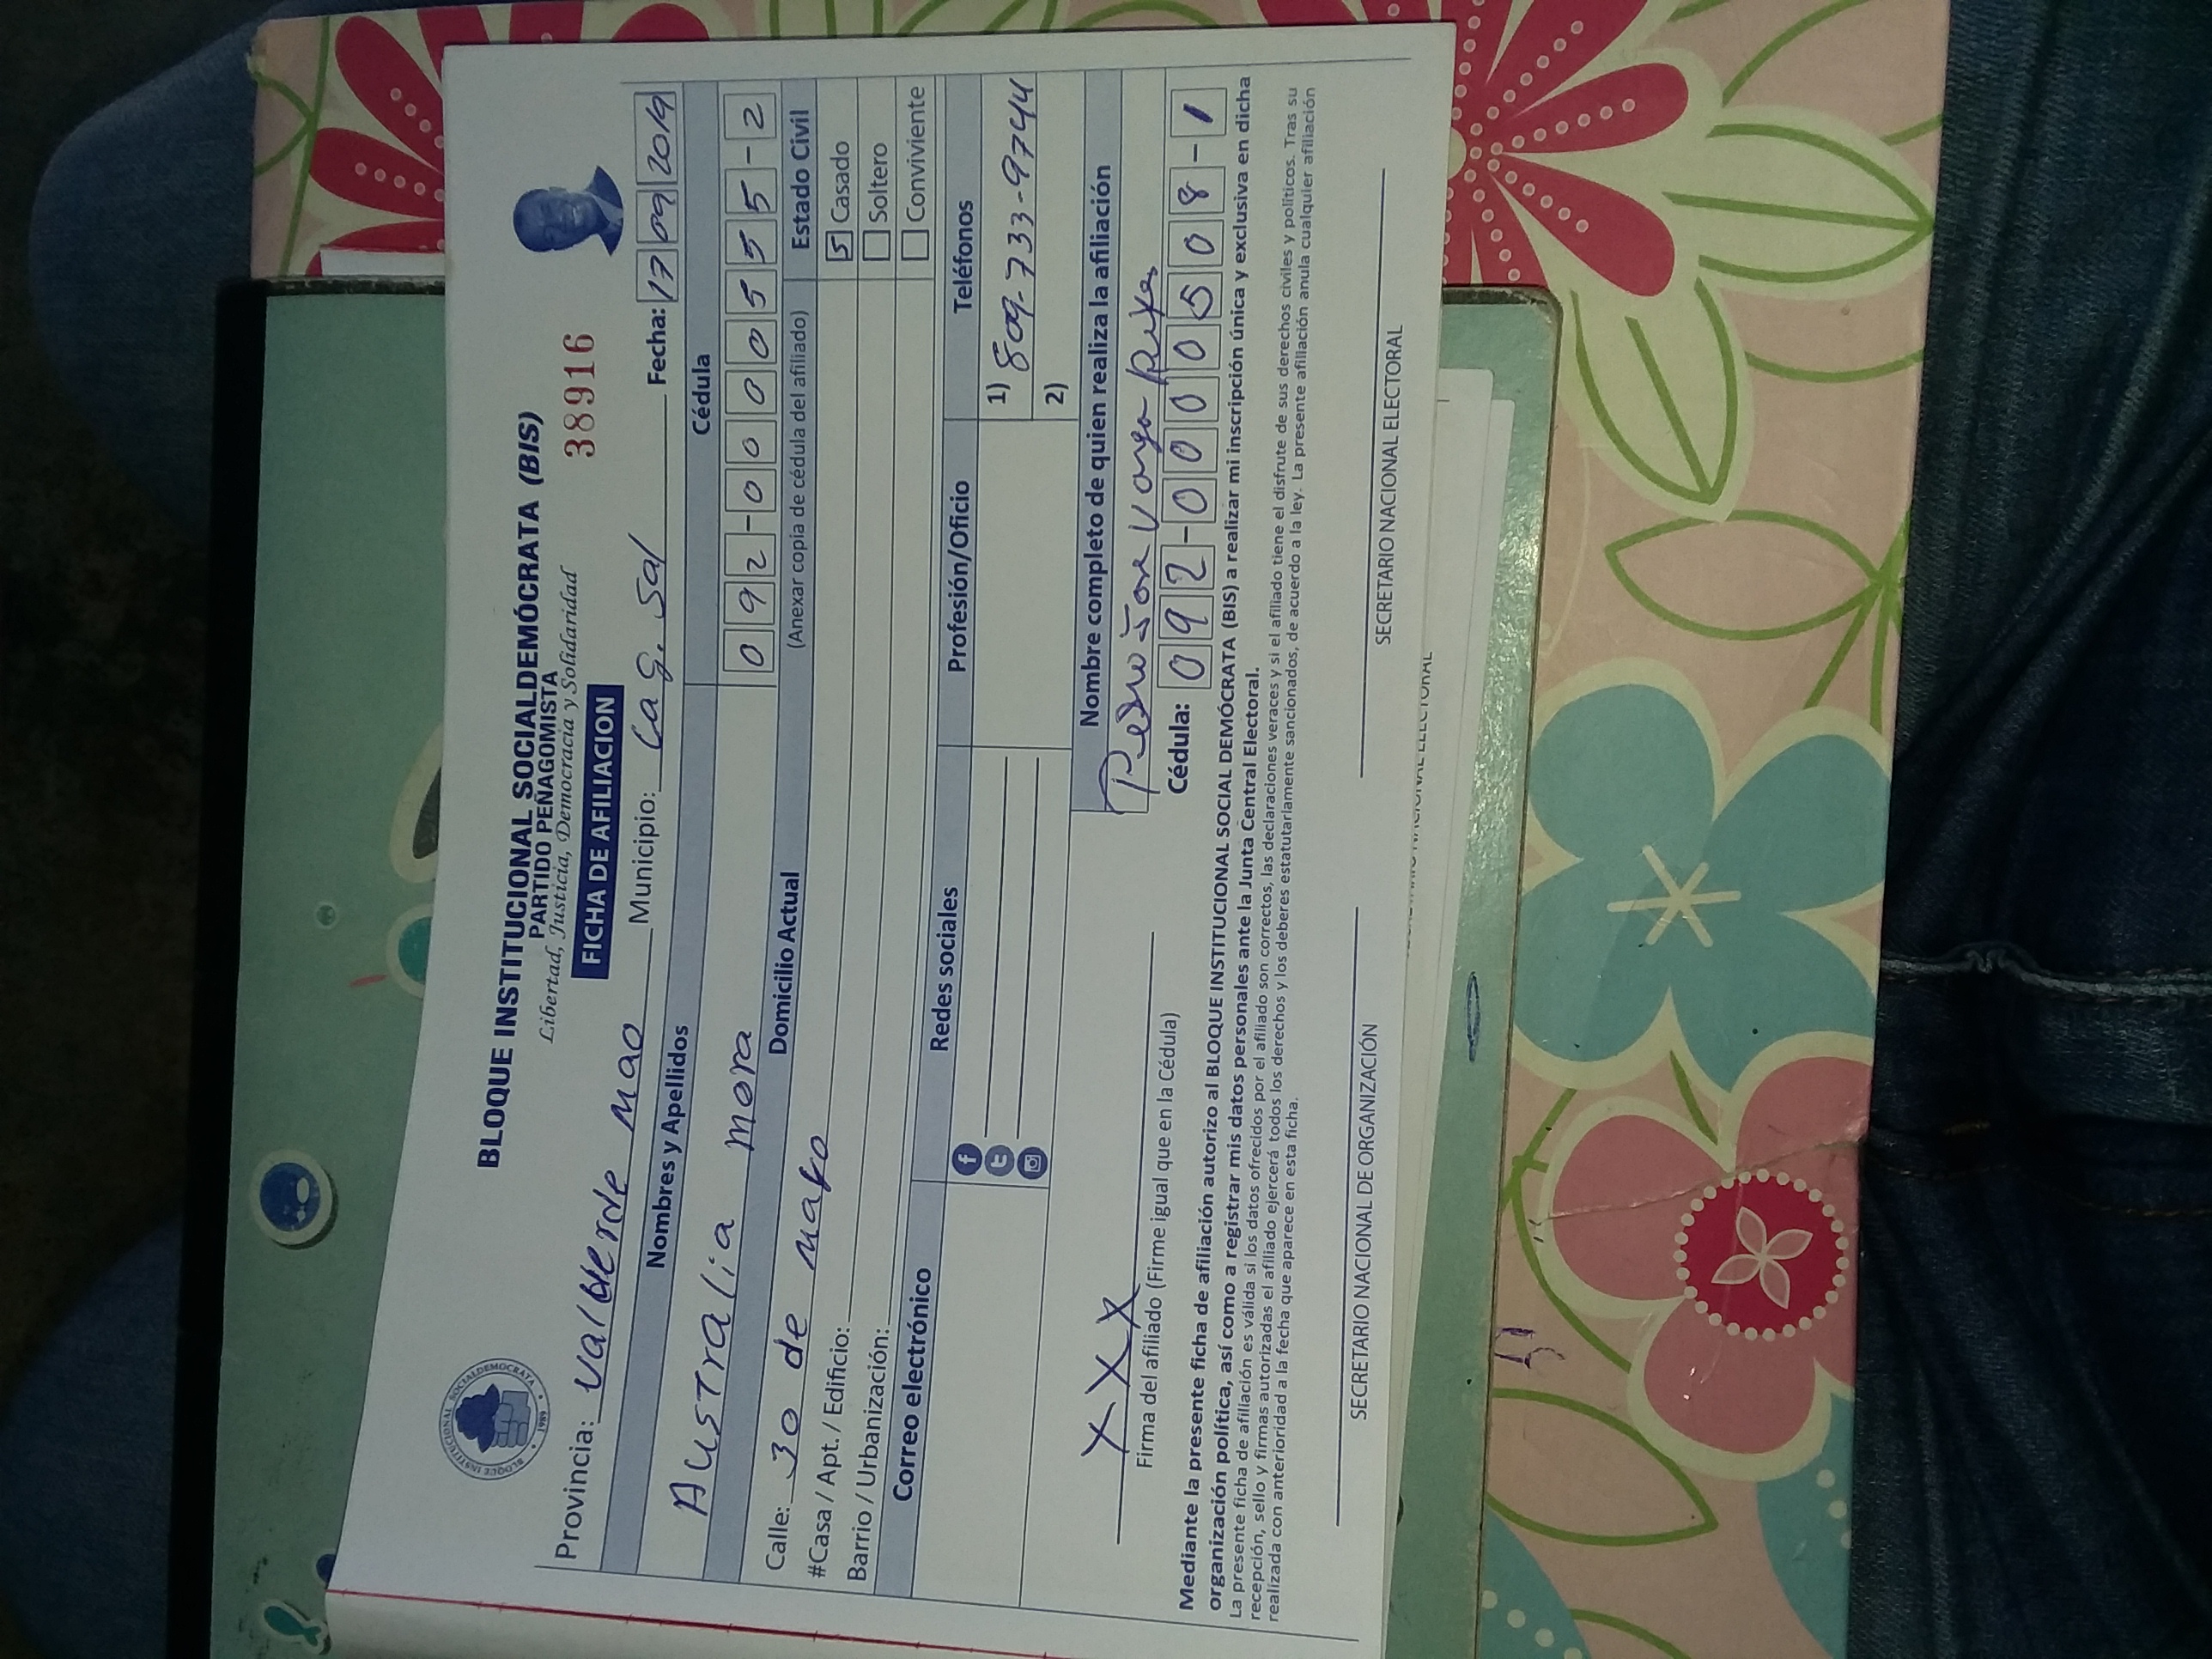 BLOQUE INSTITUCIONAL SOCIALDEMÓCRATA (BIS)
PARTIDO PEÑAGOMISTA
Libertad, Justicia, Democracia y Solidaridad
FICHA DE AFILIACION
388916
BLOQUE INSTITUCIONAL SOCIALDEMOCRATA
1989
Provincia: Valverde Mao Municipio: Lag. Sal Fecha: 17 09 2019
Nombres y Apellidos Cédula
Australia Mora 092-0000555-2
Domicilio Actual (Anexar copia de cédula del afiliado) Estado Civil
Calle: 30 de Mayo
Casado
#Casa / Apt. / Edificio:
Soltero
Barrio / Urbanización:
Conviviente
Correo electrónico Redes sociales Profesión/Oficio Teléfonos
1) 809-733-9744
2)
Nombre completo de quien realiza la afiliación
Jose
XXX
Cédula: 092-0000508-1
Firma del afiliado (Firme igual que en la Cédula)
Mediante la presente ficha de afiliación autorizo al BLOQUE INSTITUCIONAL SOCIAL DEMÓCRATA (BIS) a realizar mi inscripción única y exclusiva en dicha
organización política, así como a registrar mis datos personales ante la Junta Central Electoral.
La presente ficha de afiliación es válida si los datos ofrecidos por el afiliado son correctos, las declaraciones veraces y si el afiliado tiene el disfrute de sus derechos civiles y políticos. Tras su
recepción, sello y firmas autorizadas el afiliado ejercerá todos los derechos y los deberes estatutarlamente sancionados, de acuerdo a la ley. La presente afiliación anula cualquier afiliación
realizada con anterioridad a la fecha que aparece en esta ficha.
SECRETARIO NACIONAL DE ORGANIZACIÓN SECRETARIO NACIONAL ELECTORAL